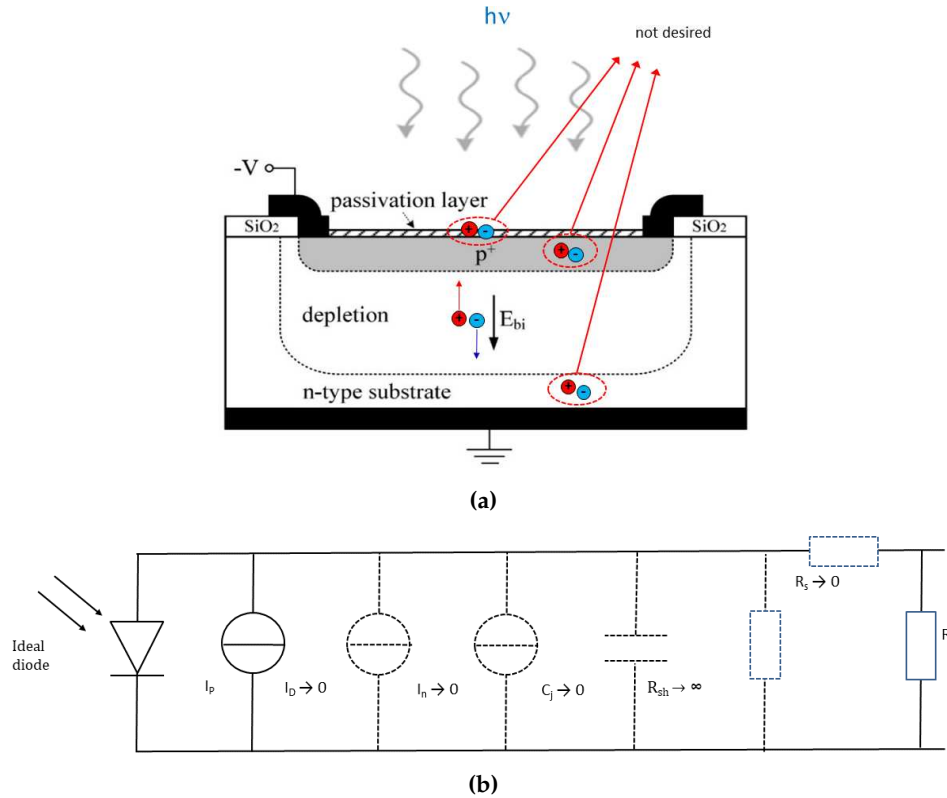 hν
not desired
-V
passivation layer
SiO2
SiO2
p+
depletion
Ebi
n-type substrate
(a)
Rs → 0
Ideal
diode
IP
ID → 0
In → 0
Cj → 0
Rsh → ∞
R
(b)